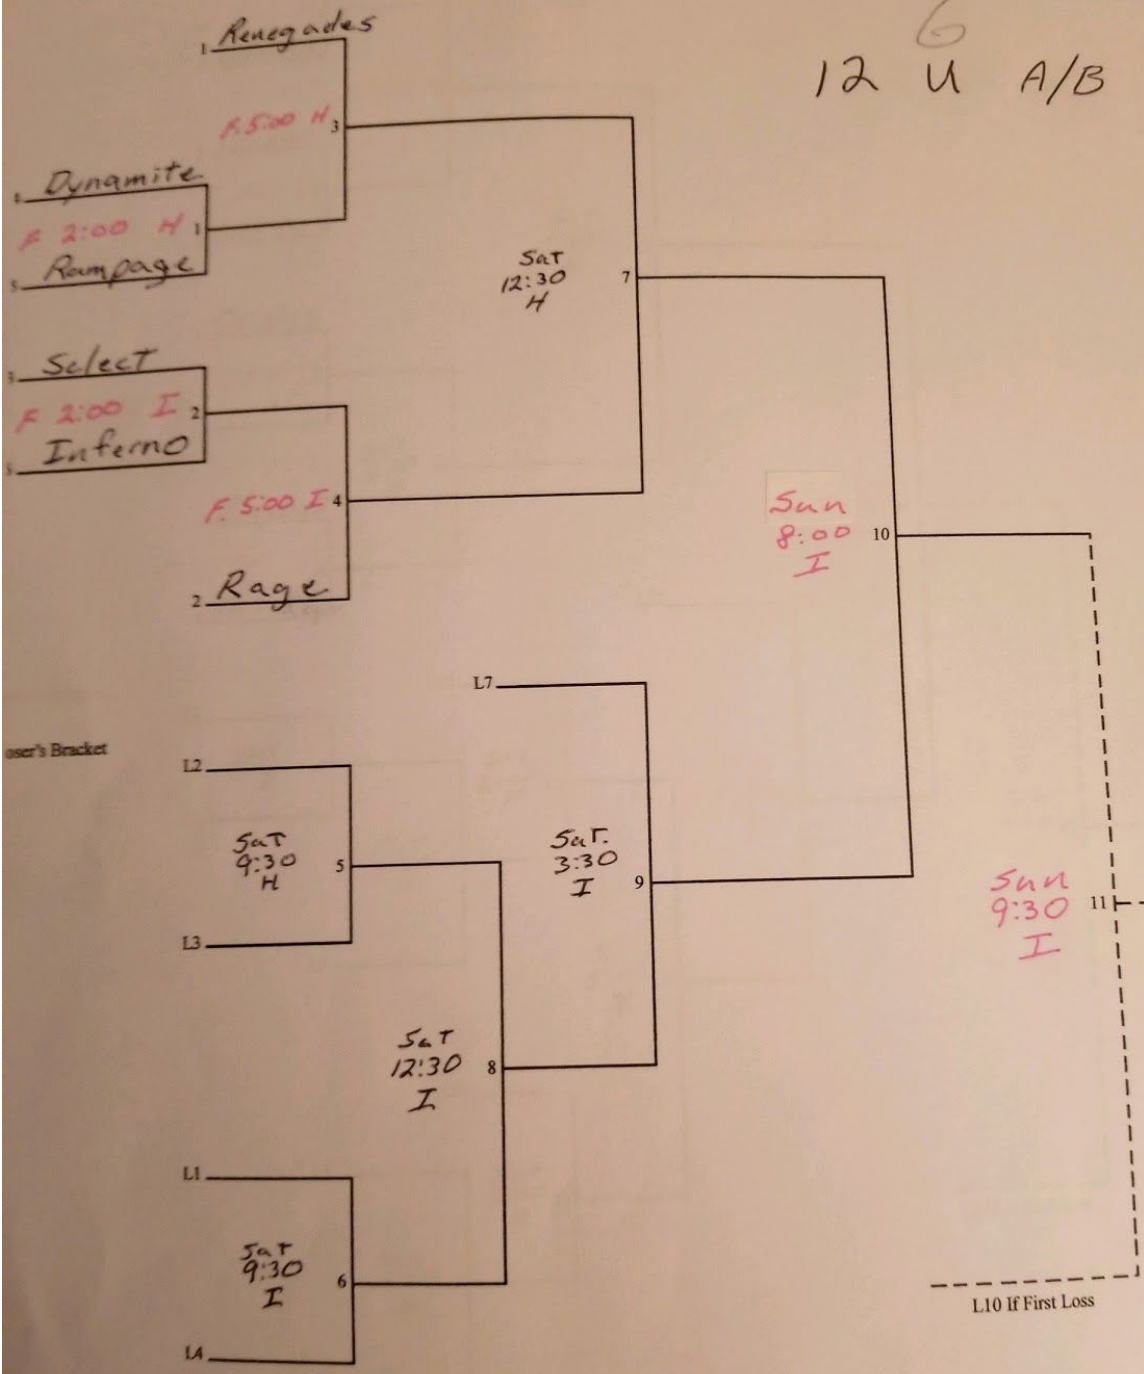 6
12 U A/B
1 Renegades
F. 5:00 H 3
Dynamite
F 2:00 H 1
5 Rampage
Sat
12:30
H
7
3 Select
F 2:00 I 2
Inferno
F. 5:00 I 4
2 Rage
Sun
8:00
I
10
L7
oser's Bracket
L2
Sat
9:30
H
5
L3
Sat.
3:30
I
9
Sun
9:30
I
11
Sat
12:30
I
8
L1
Sat
9:30
I
6
L4
L10 If First Loss